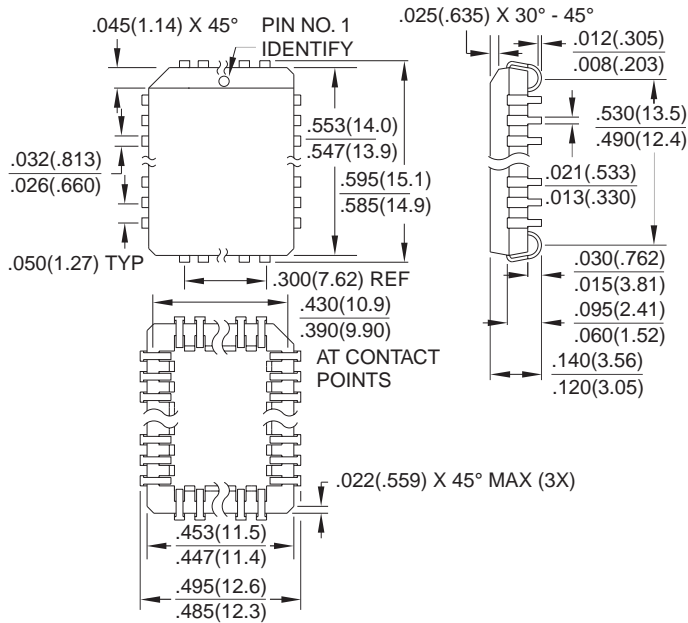 .045(1.14) X 45°
PIN NO. 1
IDENTIFY
.025(.635) X 30° - 45°
.012(.305)
.008(.203)
.553(14.0)
.547(13.9)
.530(13.5)
.490(12.4)
.032(.813)
.026(.660)
.595(15.1)
.585(14.9)
.021(.533)
.013(.330)
.050(1.27) TYP
.300(7.62) REF
.030(.762)
.015(3.81)
.430(10.9)
.390(9.90)
AT CONTACT
POINTS
.095(2.41)
.060(1.52)
.140(3.56)
.120(3.05)
.022(.559) X 45° MAX (3X)
.453(11.5)
.447(11.4)
.495(12.6)
.485(12.3)